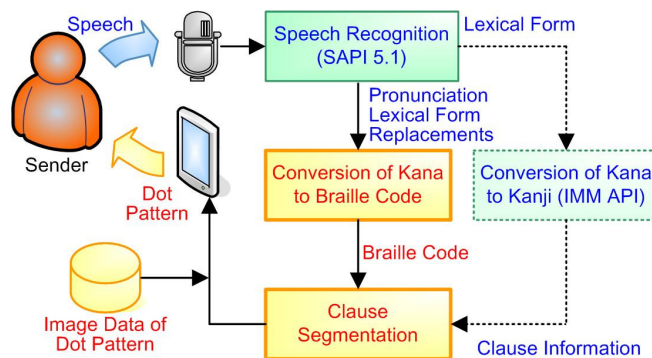 Speech
Speech Recognition
(SAPI 5.1)
Lexical Form
Pronunciation
Lexical Form
Replacements
Sender
Dot
Pattern
Conversion of Kana
to Braille Code
Conversion of Kana
to Kanji (IMM API)
Braille Code
Image Data of
Dot Pattern
Clause
Segmentation
Clause Information